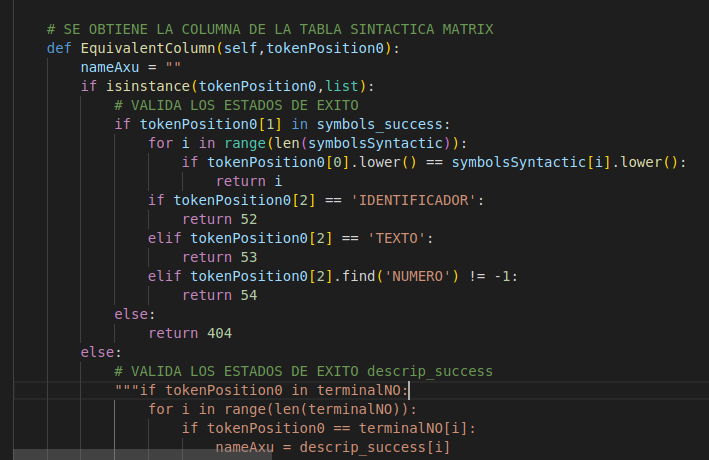 # SE OBTIENE LA COLUMNA DE LA TABLA SINTACTICA MATRIX
def EquivalentColumn(self,tokenPosition0):
nameAxu = ""
if isinstance(tokenPosition0,list):
# VALIDA LOS ESTADOS DE EXITO
if tokenPosition0[1] in symbols_success:
for i in range(len(symbolsSyntactic)):
if tokenPosition0[0].lower() == symbolsSyntactic[i].lower():
return i
if tokenPosition0[2] == 'IDENTIFICADOR':
return 52
elif tokenPosition0[2] == 'TEXTO':
return 53
elif tokenPosition0[2].find('NUMERO') != -1:
return 54
else:
return 404
else:
# VALIDA LOS ESTADOS DE EXITO descrip_success
"""if tokenPosition0 in terminalNO:
for i in range(len(terminalNO)):
if tokenPosition0 == terminalNO[i]:
nameAxu = descrip_success[i]